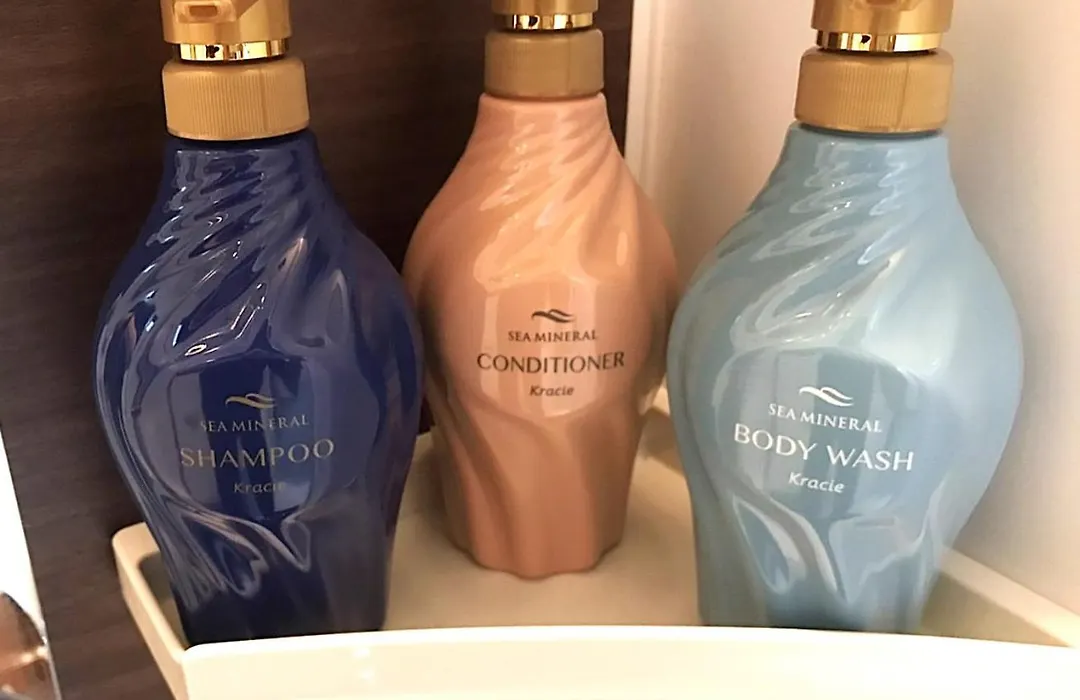 SEA MINERAL
SHAMPOO
Kracie
SEA MINERAL
CONDITIONER
Kracie
SEA MINERAL
BODY WASH
Kracie